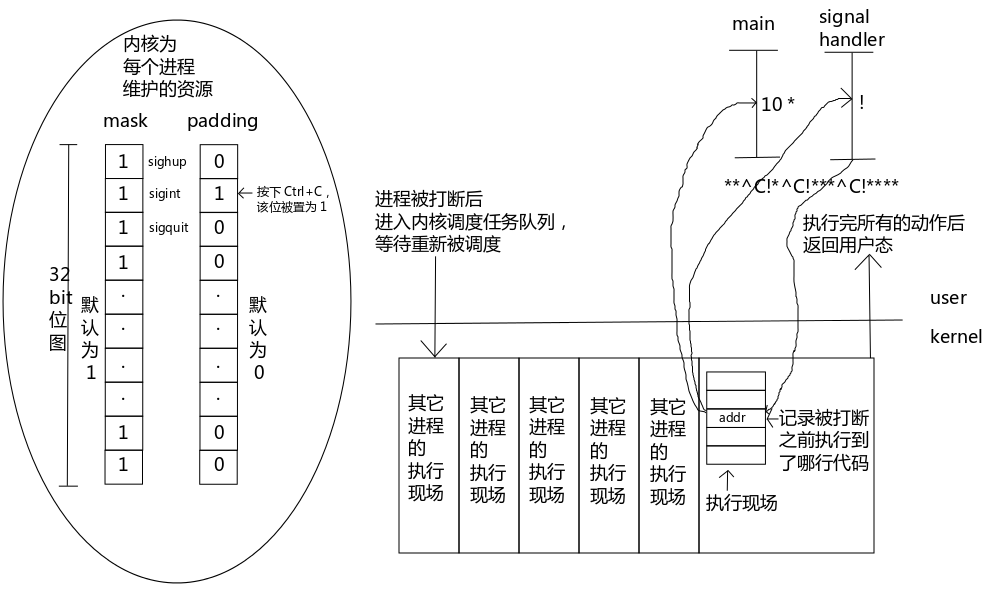 内核为
每个进程
维护的资源
mask
padding
1
sighup
0
1
sigint
1
按下 Ctrl+C，
该位被置为 1
1
sigquit
0
1
0
.
.
.
.
.
.
.
.
1
0
1
0
32
bit
位
图
默
认
为
1
默
认
为
0
main
signal
handler
10 *
!
**^C!*^C!***^C!****
进程被打断后
进入内核调度任务队列，
等待重新被调度
执行完所有的动作后
返回用户态
user
kernel
其它
进程
的
执行
现场
其它
进程
的
执行
现场
其它
进程
的
执行
现场
其它
进程
的
执行
现场
其它
进程
的
执行
现场
addr
记录被打断
之前执行到
了哪行代码
执行现场